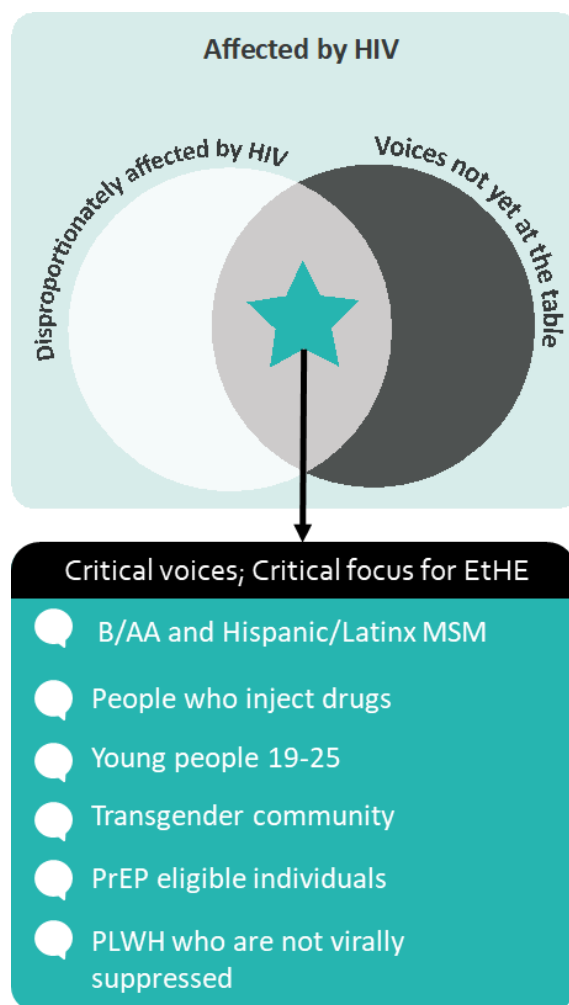 Affected by HIV
Disproportionately affected by HIV
Voices not yet at the table
Critical voices; Critical focus for EtHE
B/AA and Hispanic/Latinx MSM
People who inject drugs
Young people 19-25
Transgender community
PrEP eligible individuals
PLWH who are not virally
suppressed